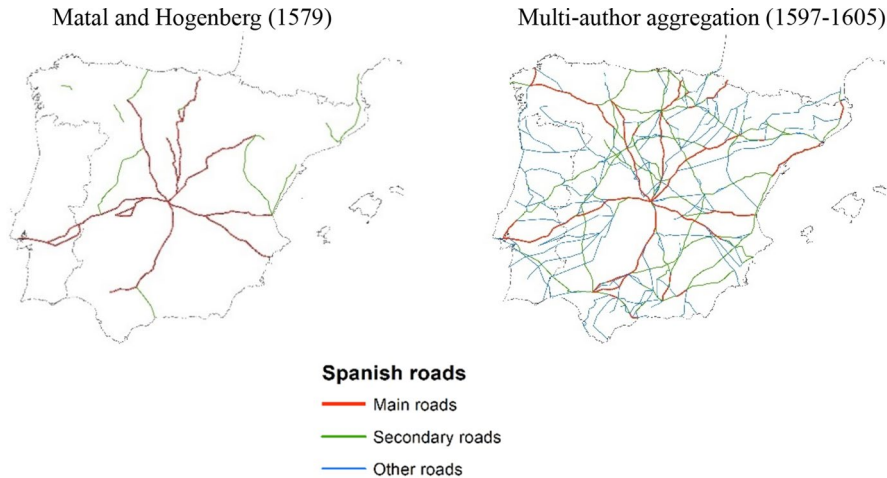 Matal and Hogenberg (1579)
Multi-author aggregation (1597-1605)
Spanish roads
Main roads
Secondary roads
Other roads